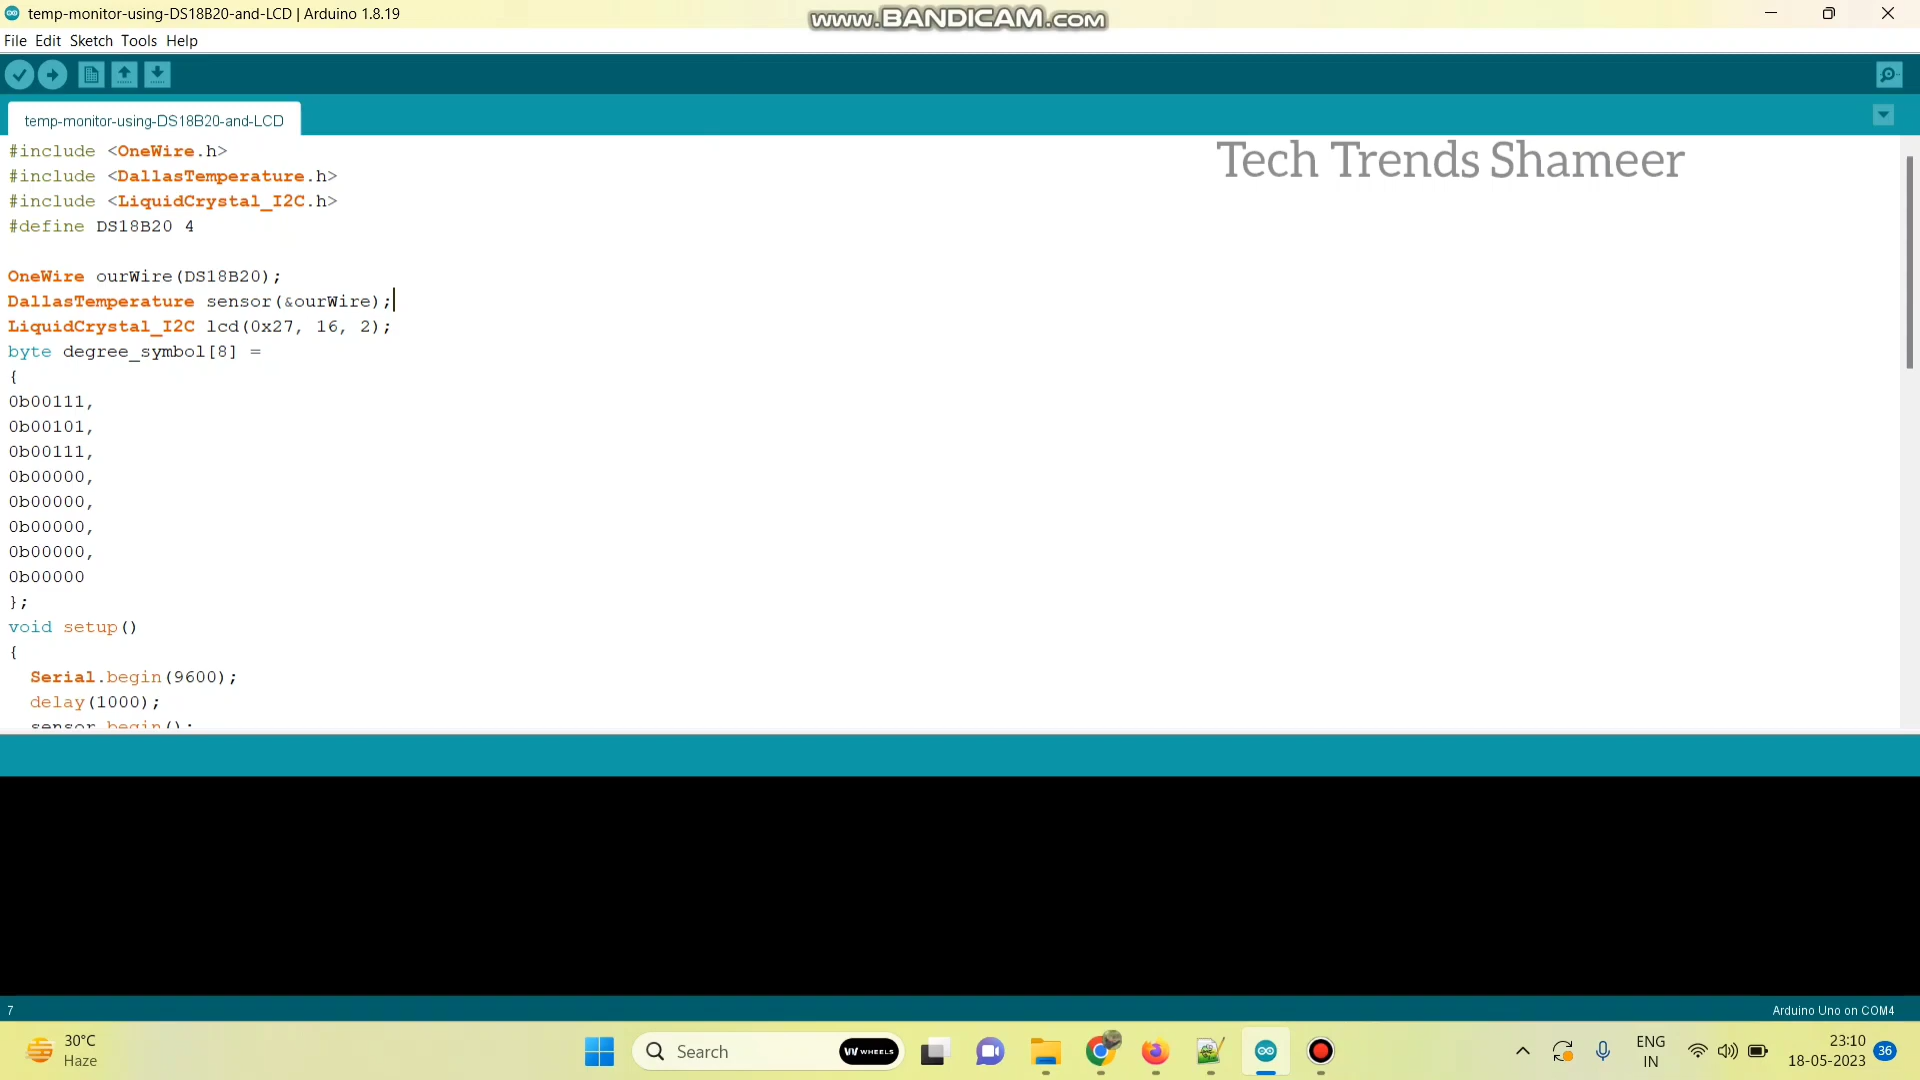 temp-monitor-using-DS18B20-and-LCD | Arduino 1.8.19
www.BANDICAM.com
File Edit Sketch Tools Help
temp-monitor-using-DS18B20-and-LCD
Tech Trends Shameer
#include <OneWire.h>
#include <DallasTemperature.h>
#include <LiquidCrystal_I2C.h>
#define DS18B20 4
OneWire ourWire(DS18B20);
DallasTemperature sensor(&ourWire);
LiquidCrystal_I2C lcd(0x27, 16, 2);
byte degree_symbol[8] =
{
0b00111,
0b00101,
0b00111,
0b00000,
0b00000,
0b00000,
0b00000,
0b00000
};
void setup()
{
Serial.begin(9600);
delay(1000);
sensor.begin();
7
Arduino Uno on COM4
30°C
Haze
Search
WHEELS
ENG
IN
23:10
18-05-2023
36